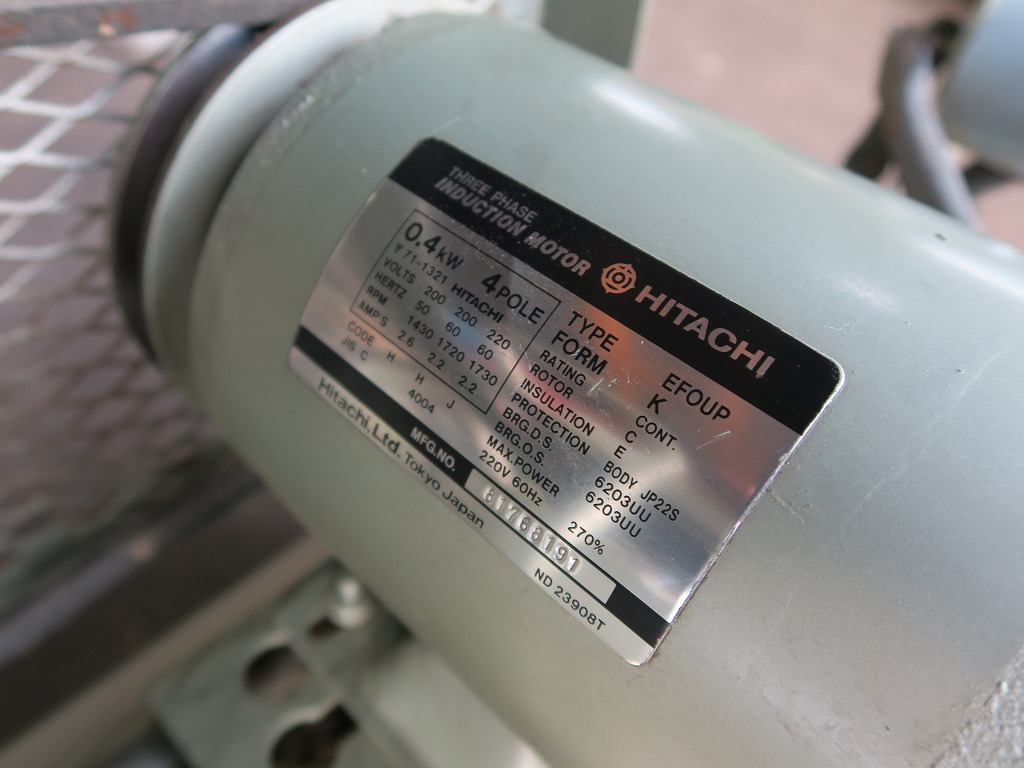 THREE PHASE
INDUCTION MOTOR HITACHI
0.4kW 4POLE
〒71-1321 HITACHI
VOLTS 200 200 220
HERTZ 50 60 60
RPM 1430 1720 1730
AMP'S 2.6 2.2 2.2
CODE H H J
JIS C 4004
TYPE EFOUP
FORM K
RATING CONT.
ROTOR C
INSULATION E
PROTECTION BODY JP22S
BRG.D.S. 6203UU
BRG.O.S. 6203UU
MAX.POWER
220V 60Hz 270%
MFG.NO. 81768191
Hitachi, Ltd. Tokyo Japan ND 23908T